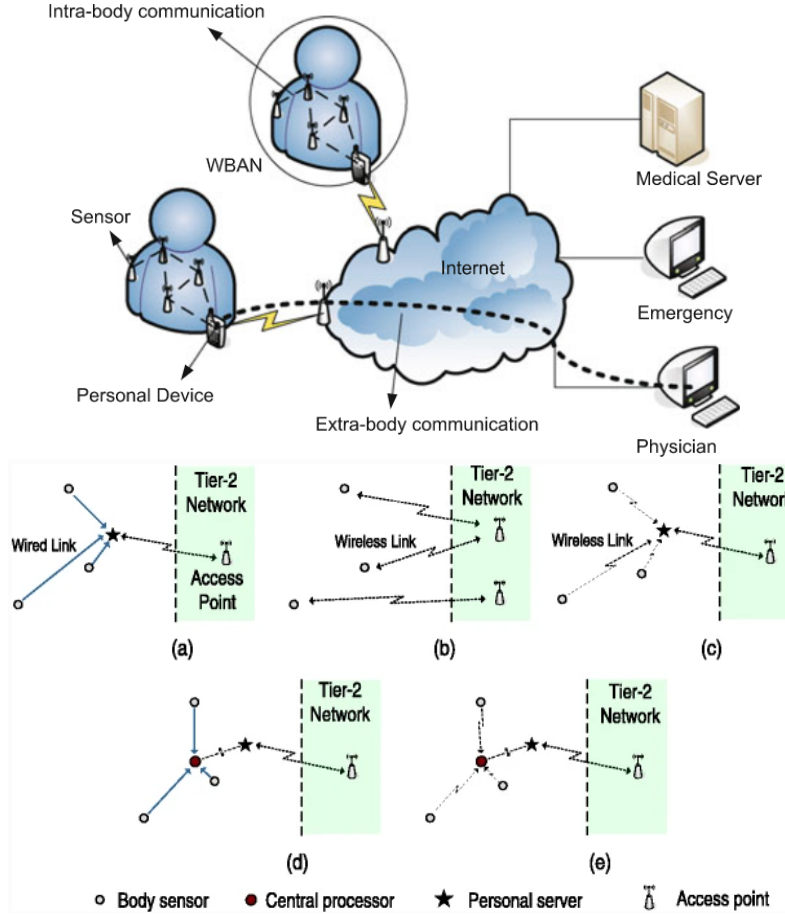 Intra-body communication
WBAN
Medical Server
Sensor
Internet
Emergency
Personal Device
Extra-body communication
Physician
Tier-2
Network
Wired Link
Access
Point
(a)
Tier-2
Network
Wireless Link
(b)
Tier-2
Network
Wireless Link
(c)
Tier-2
Network
(d)
Tier-2
Network
(e)
Body sensor
Central processor
Personal server
Access point